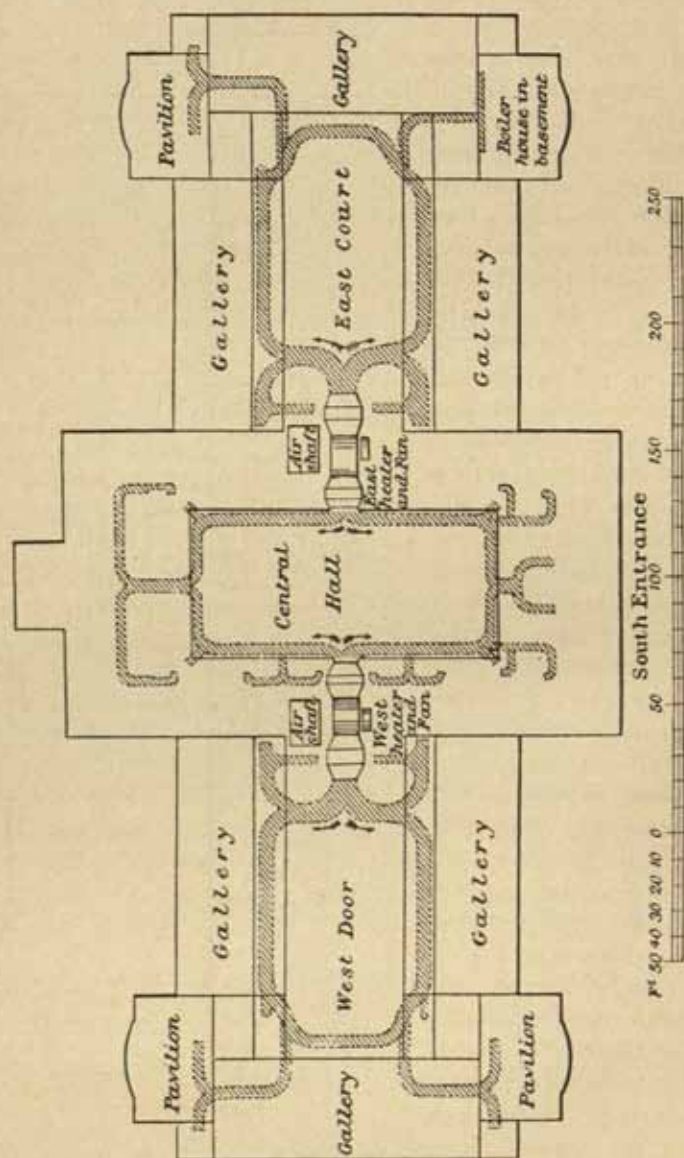 Pavilion
Gallery
Boiler
house in
basement
Gallery
East Court
Gallery
Air
shaft
East
heater
and Fan
Central
Hall
South Entrance
Air
shaft
West
heater
and
Fan
Gallery
West Door
Gallery
Pavilion
Gallery
Pavilion
Ft 50 40 30 20 10 0 50 100 150 200 250